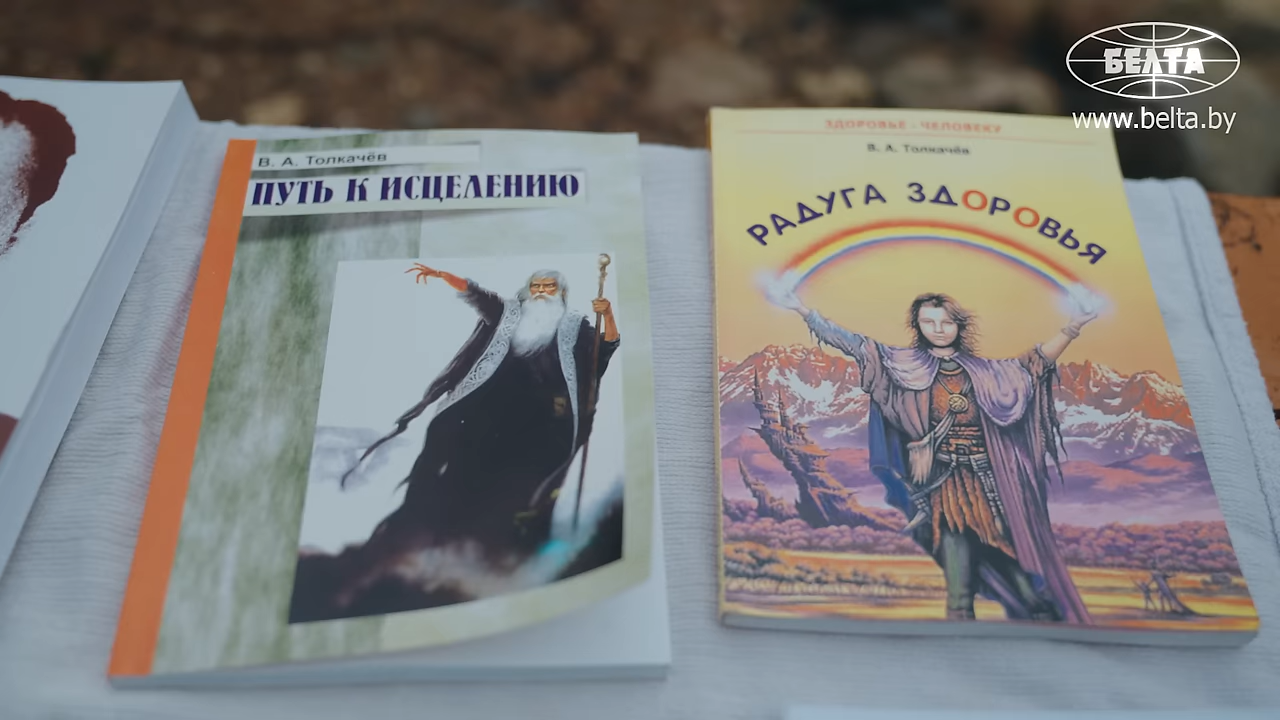 БЕЛТА
www.belta.by
В. А. Толкачёв
ПУТЬ К ИСЦЕЛЕНИЮ
ЗДОРОВЬЕ - ЧЕЛОВЕКУ
В. А. Толкачёв
РАДУГА ЗДОРОВЬЯ